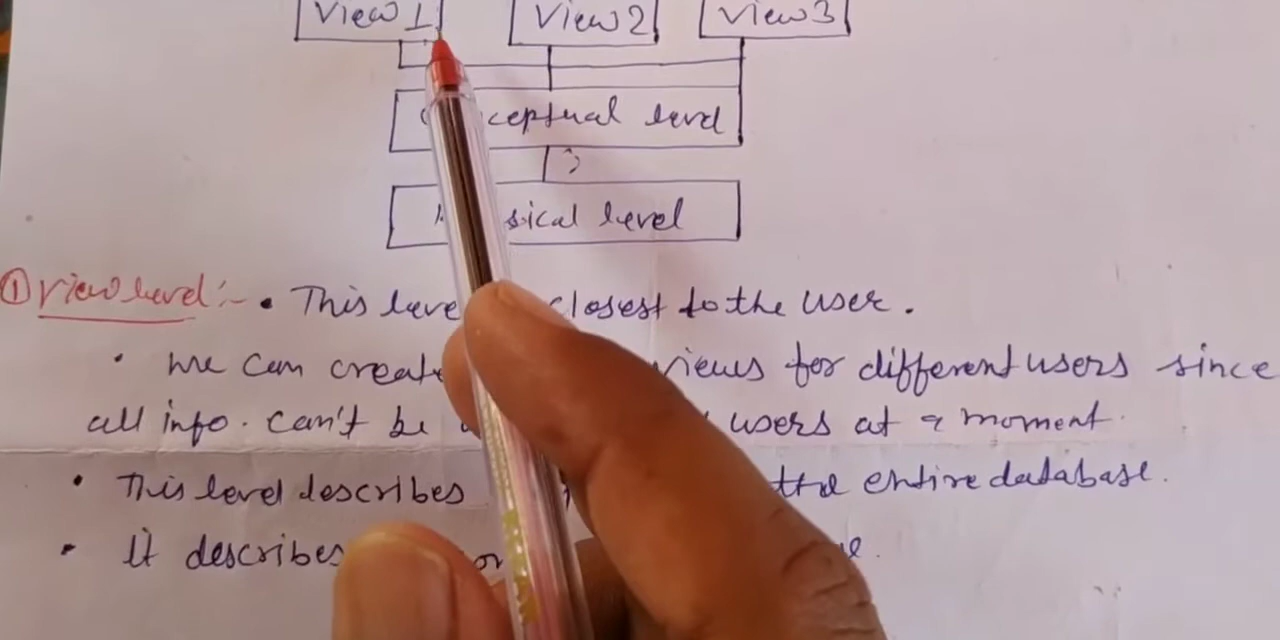 View 1 View 2 View 3
ceptual level
sical level
① View level :- • This leve closest to the user.
• We can create views for different users since
all info. can't be users at a moment.
• This level describes the entire database.
• It describes